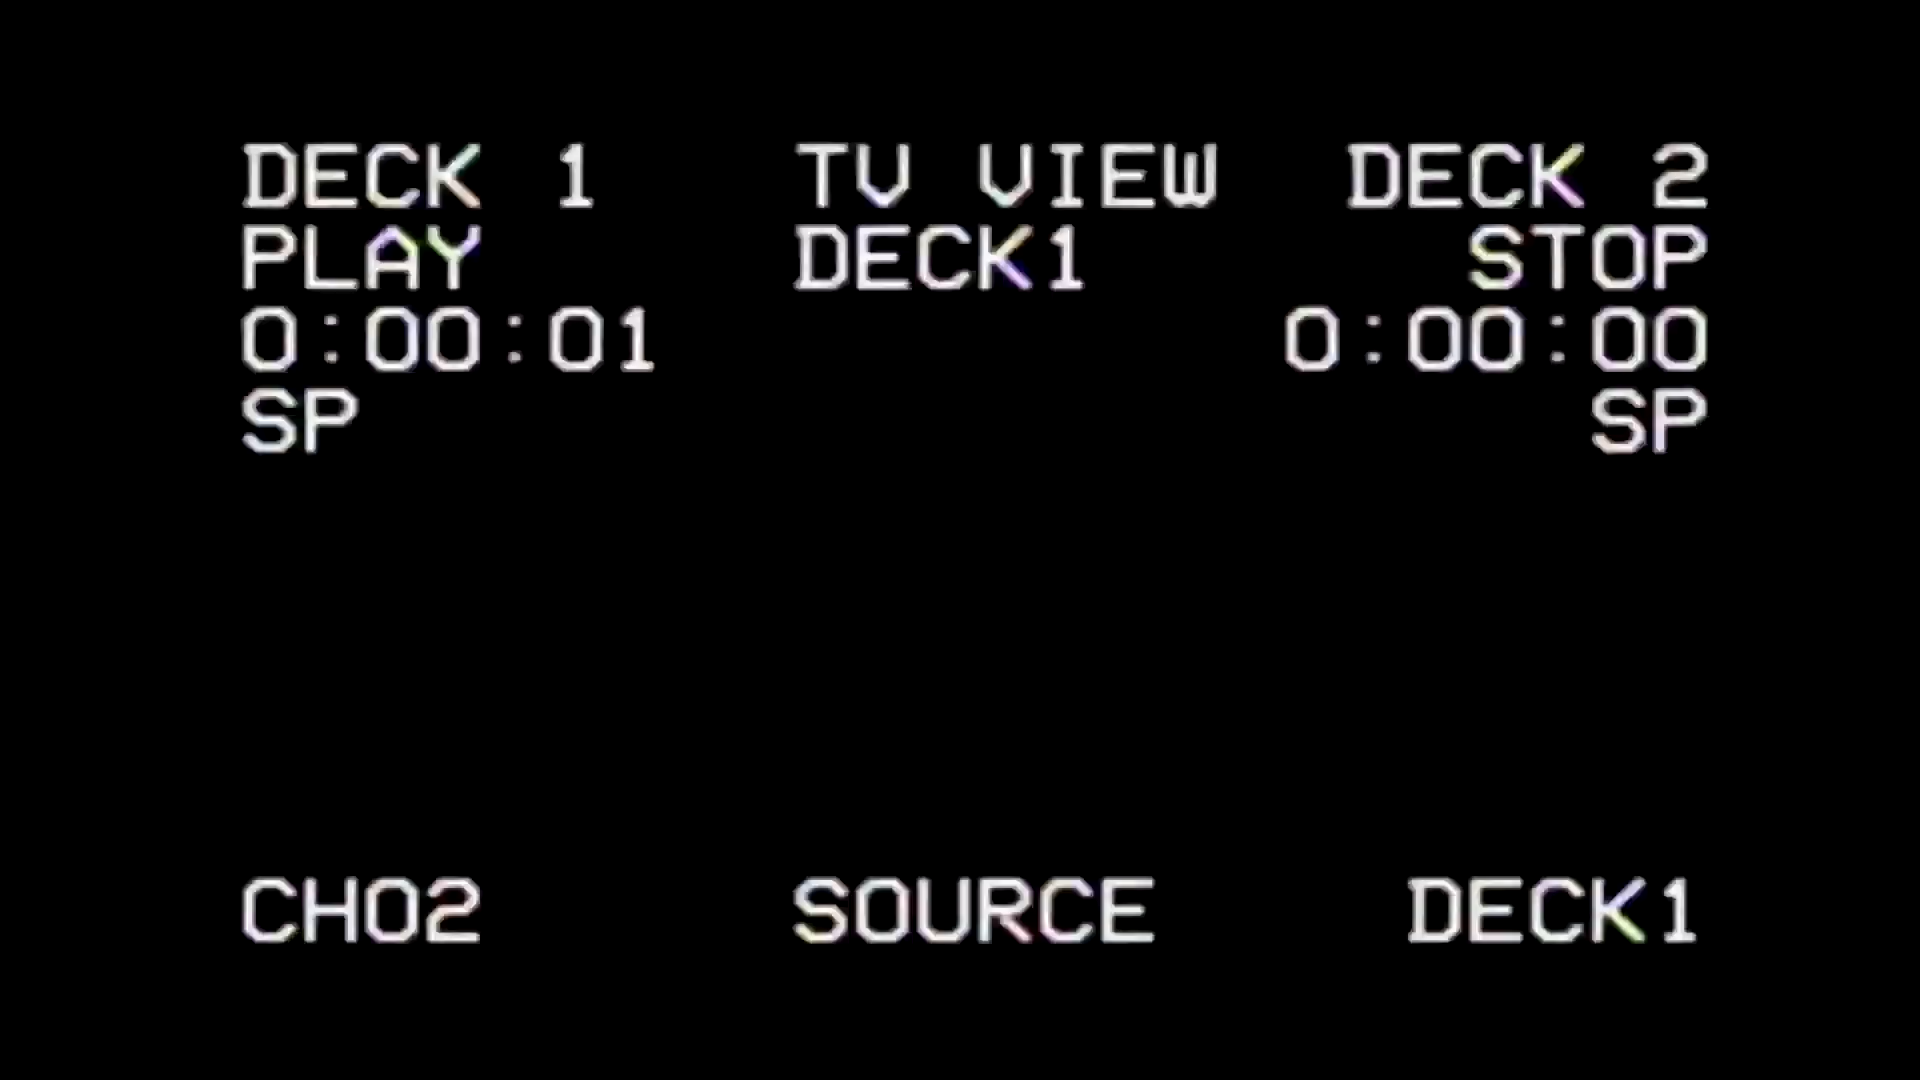 DECK 1 TV VIEW DECK 2
PLAY DECK1 STOP
0:00:01 0:00:00
SP SP
CH02 SOURCE DECK1